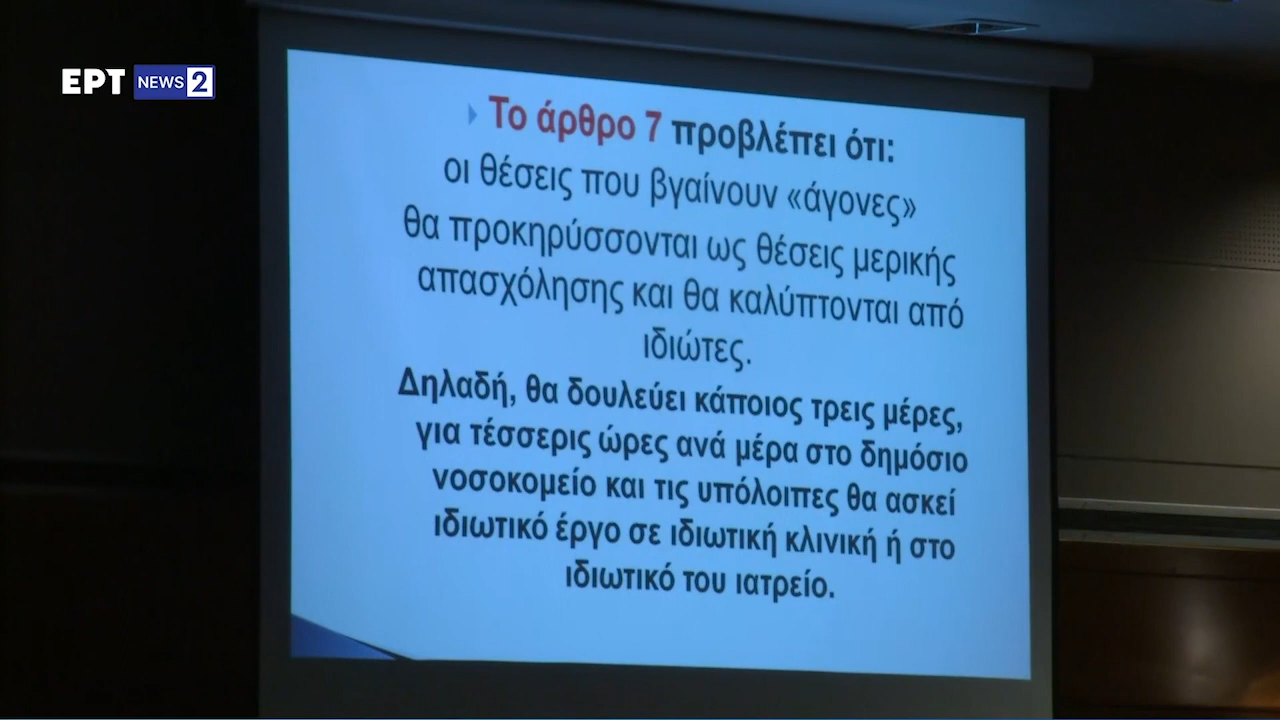 ΕΡΤ NEWS 2
Το άρθρο 7 προβλέπει ότι:
οι θέσεις που βγαίνουν «άγονες»
θα προκηρύσσονται ως θέσεις μερικής
απασχόλησης και θα καλύπτονται από
ιδιώτες.
Δηλαδή, θα δουλεύει κάποιος τρεις μέρες,
για τέσσερις ώρες ανά μέρα στο δημόσιο
νοσοκομείο και τις υπόλοιπες θα ασκεί
ιδιωτικό έργο σε ιδιωτική κλινική ή στο
ιδιωτικό του ιατρείο.